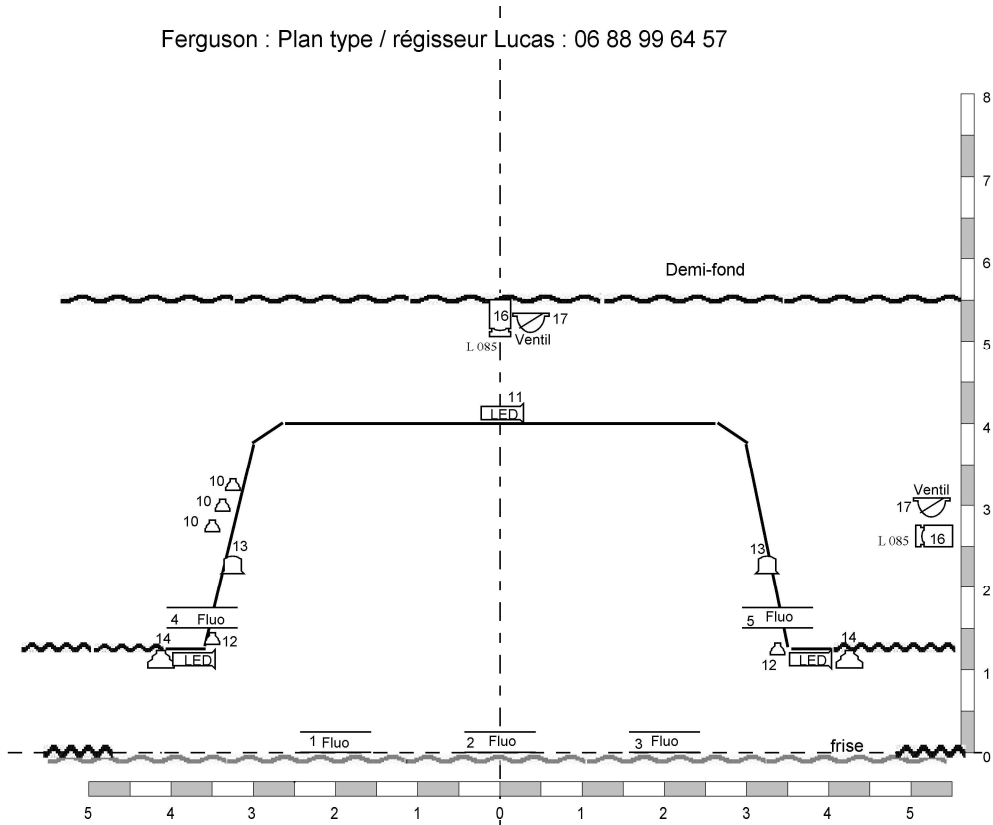 Ferguson : Plan type / régisseur Lucas : 06 88 99 64 57
8
7
6
Demi-fond
16
17
Ventil
L 085
5
11
LED
4
10
10
10
Ventil
17
3
L 085
16
13
13
2
4 Fluo
5 Fluo
14
12
LED
14
12
LED
1
1 Fluo
2 Fluo
3 Fluo
frise
0
5 4 3 2 1 0 1 2 3 4 5